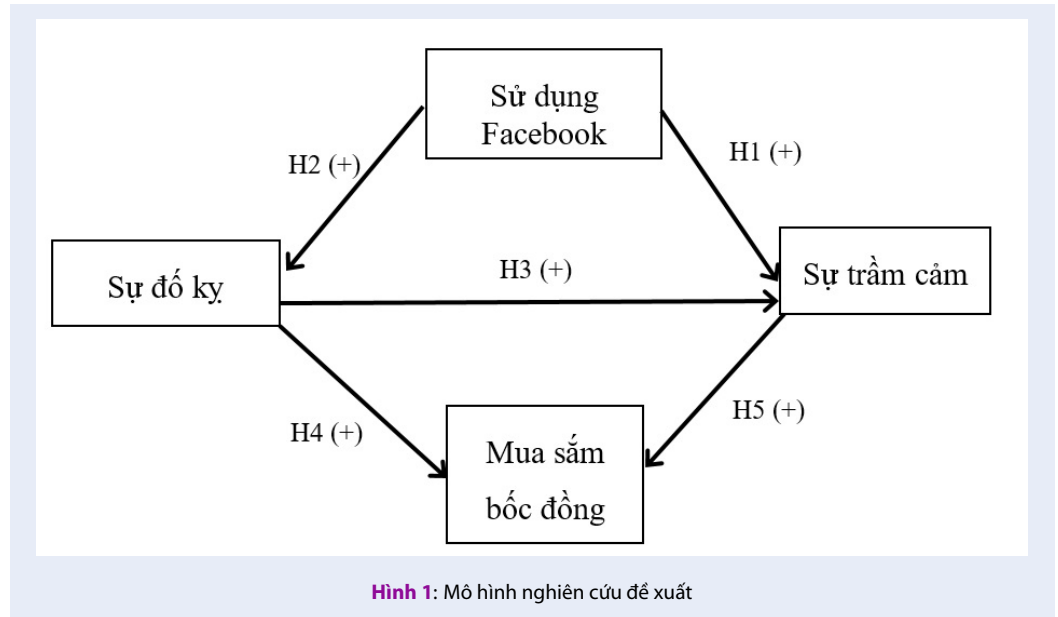 Sử dụng
Facebook
H2 (+)
H1 (+)
Sự đố kỵ
H3 (+)
Sự trầm cảm
H4 (+)
H5 (+)
Mua sắm
bốc đồng
Hình 1: Mô hình nghiên cứu đề xuất